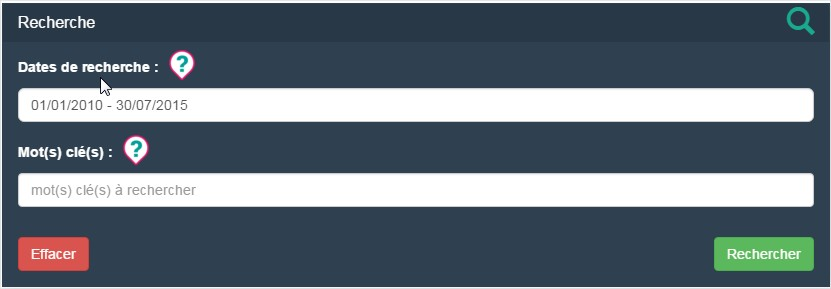 Recherche
Dates de recherche : ?
01/01/2010 - 30/07/2015
Mot(s) clé(s) : ?
mot(s) clé(s) à rechercher
Effacer
Rechercher